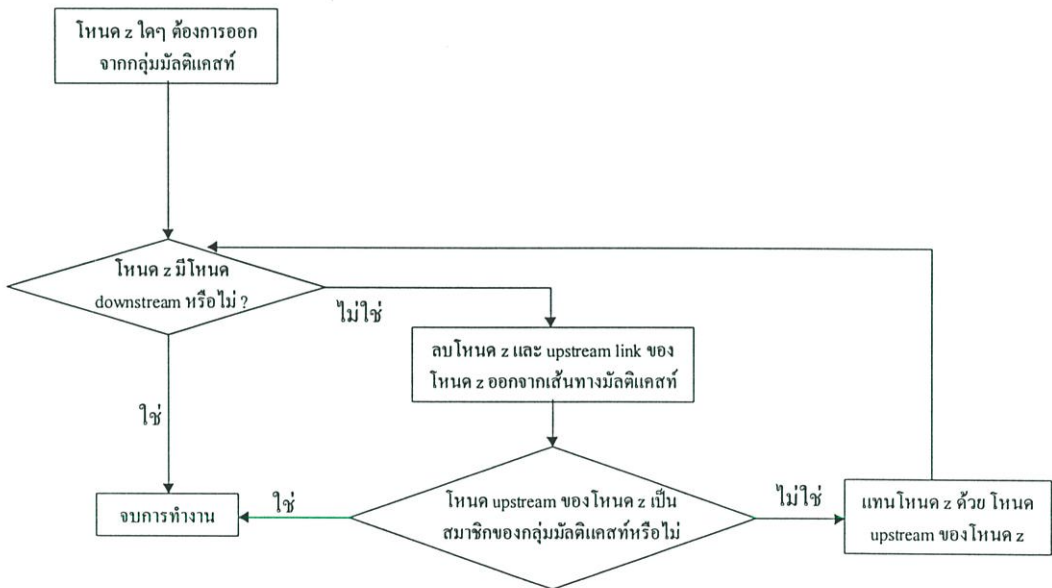 โหนด z ใดๆ ต้องการออก
จากกลุ่มมัลติแคสท์
โหนด z มีโหนด
downstream หรือไม่ ?
ไม่ใช่
ลบโหนด z และ upstream link ของ
โหนด z ออกจากเส้นทางมัลติแคสท์
ใช่
จบการทำงาน
ใช่
โหนด upstream ของโหนด z เป็น
สมาชิกของกลุ่มมัลติแคสท์หรือไม่
ไม่ใช่
แทนโหนด z ด้วย โหนด
upstream ของโหนด z